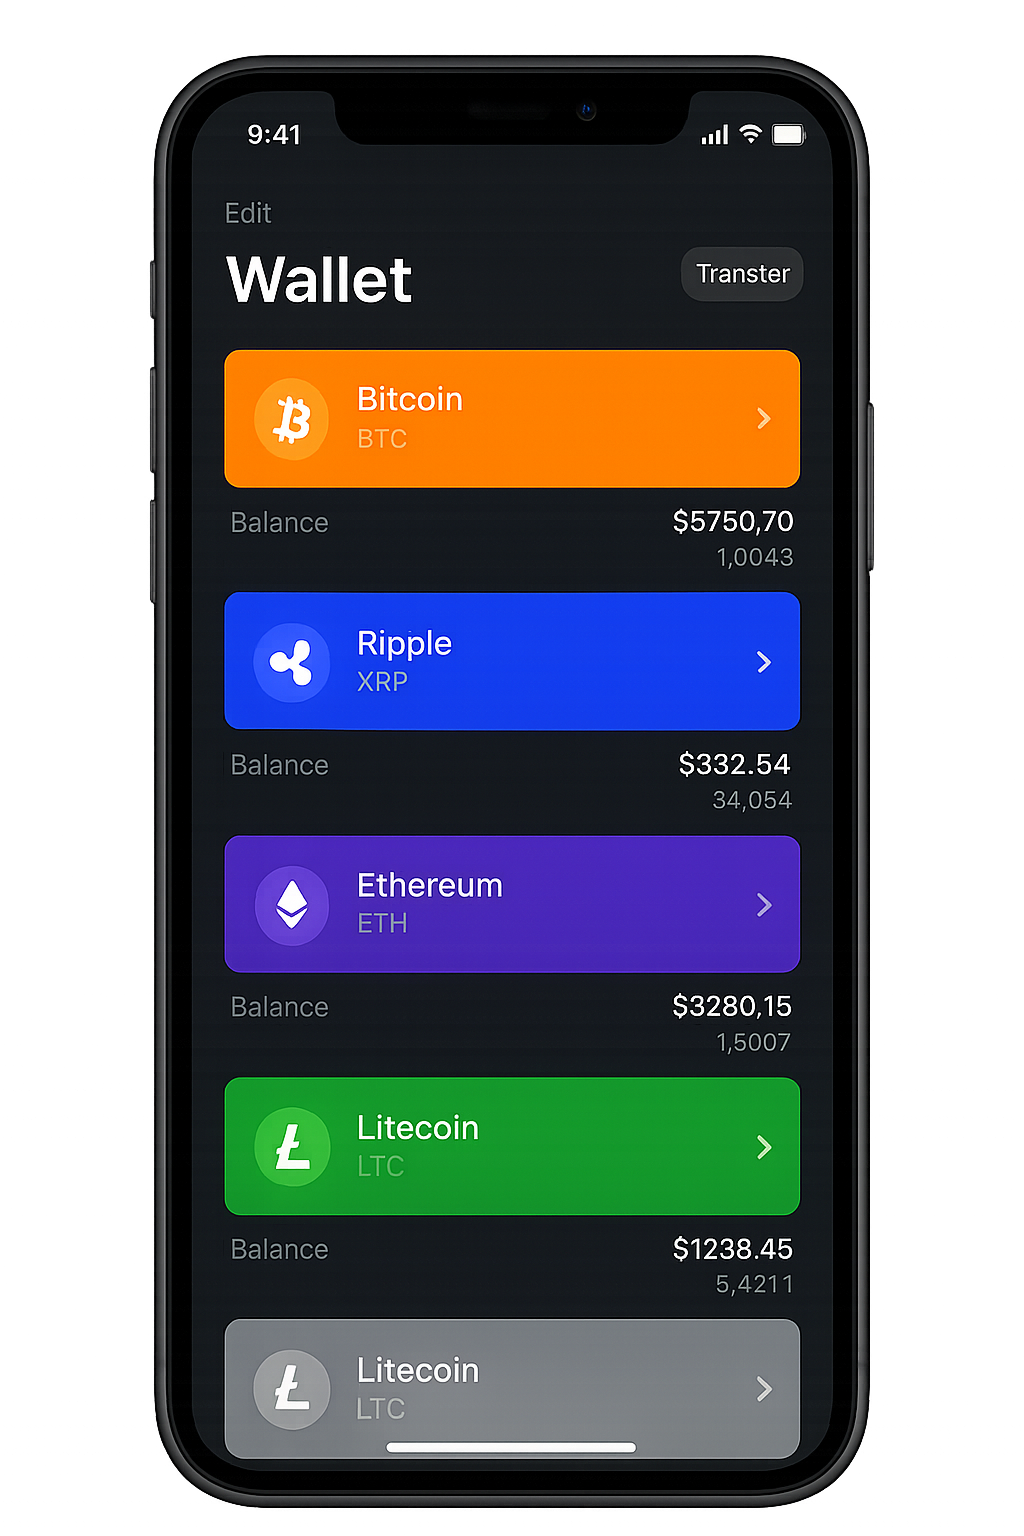 9:41
Edit
Wallet
Transter
Bitcoin
BTC
Balance
$5750,70
1,0043
Ripple
XRP
Balance
$332.54
34,054
Ethereum
ETH
Balance
$3280,15
1,5007
Litecoin
LTC
Balance
$1238.45
5,4211
Litecoin
LTC